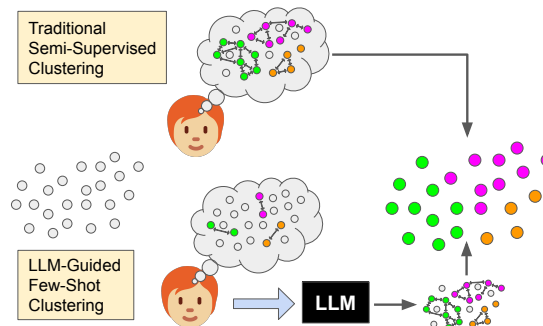 Traditional
Semi-Supervised
Clustering
LLM-Guided
Few-Shot
Clustering
LLM